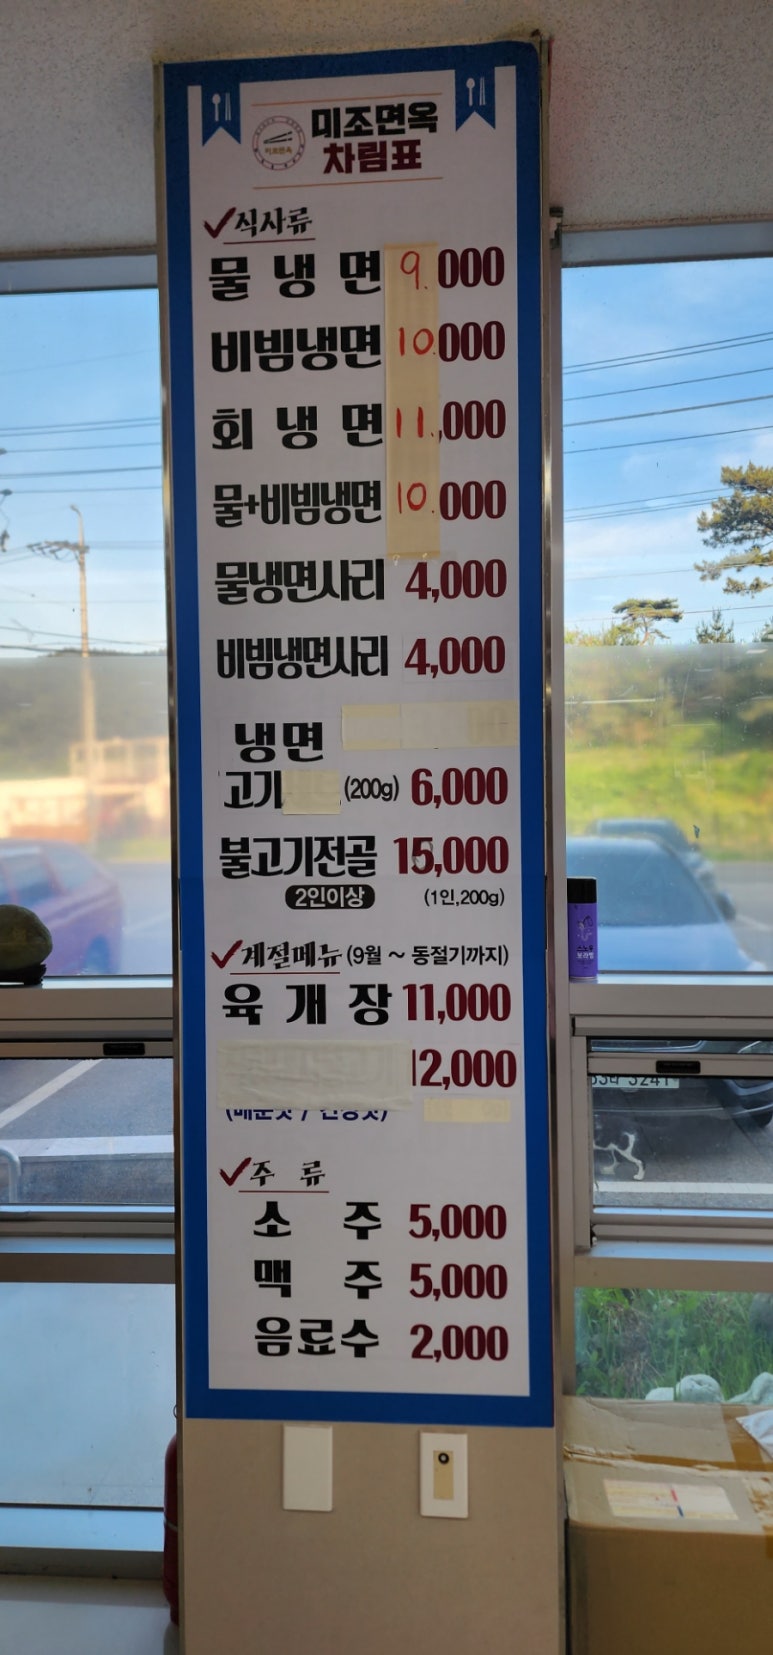 미조면옥
차림표
식사류
물냉면 9.000
비빔냉면 10.000
회냉면 11.,000
물+비빔냉면 10.000
물냉면사리 4,000
비빔냉면사리 4,000
냉면
고기 (200g) 6,000
불고기전골 15,000
2인이상 (1인,200g)
계절메뉴 (9월 ~ 동절기까지)
육개장 11,000
12,000
주류
소주 5,000
맥주 5,000
음료수 2,000